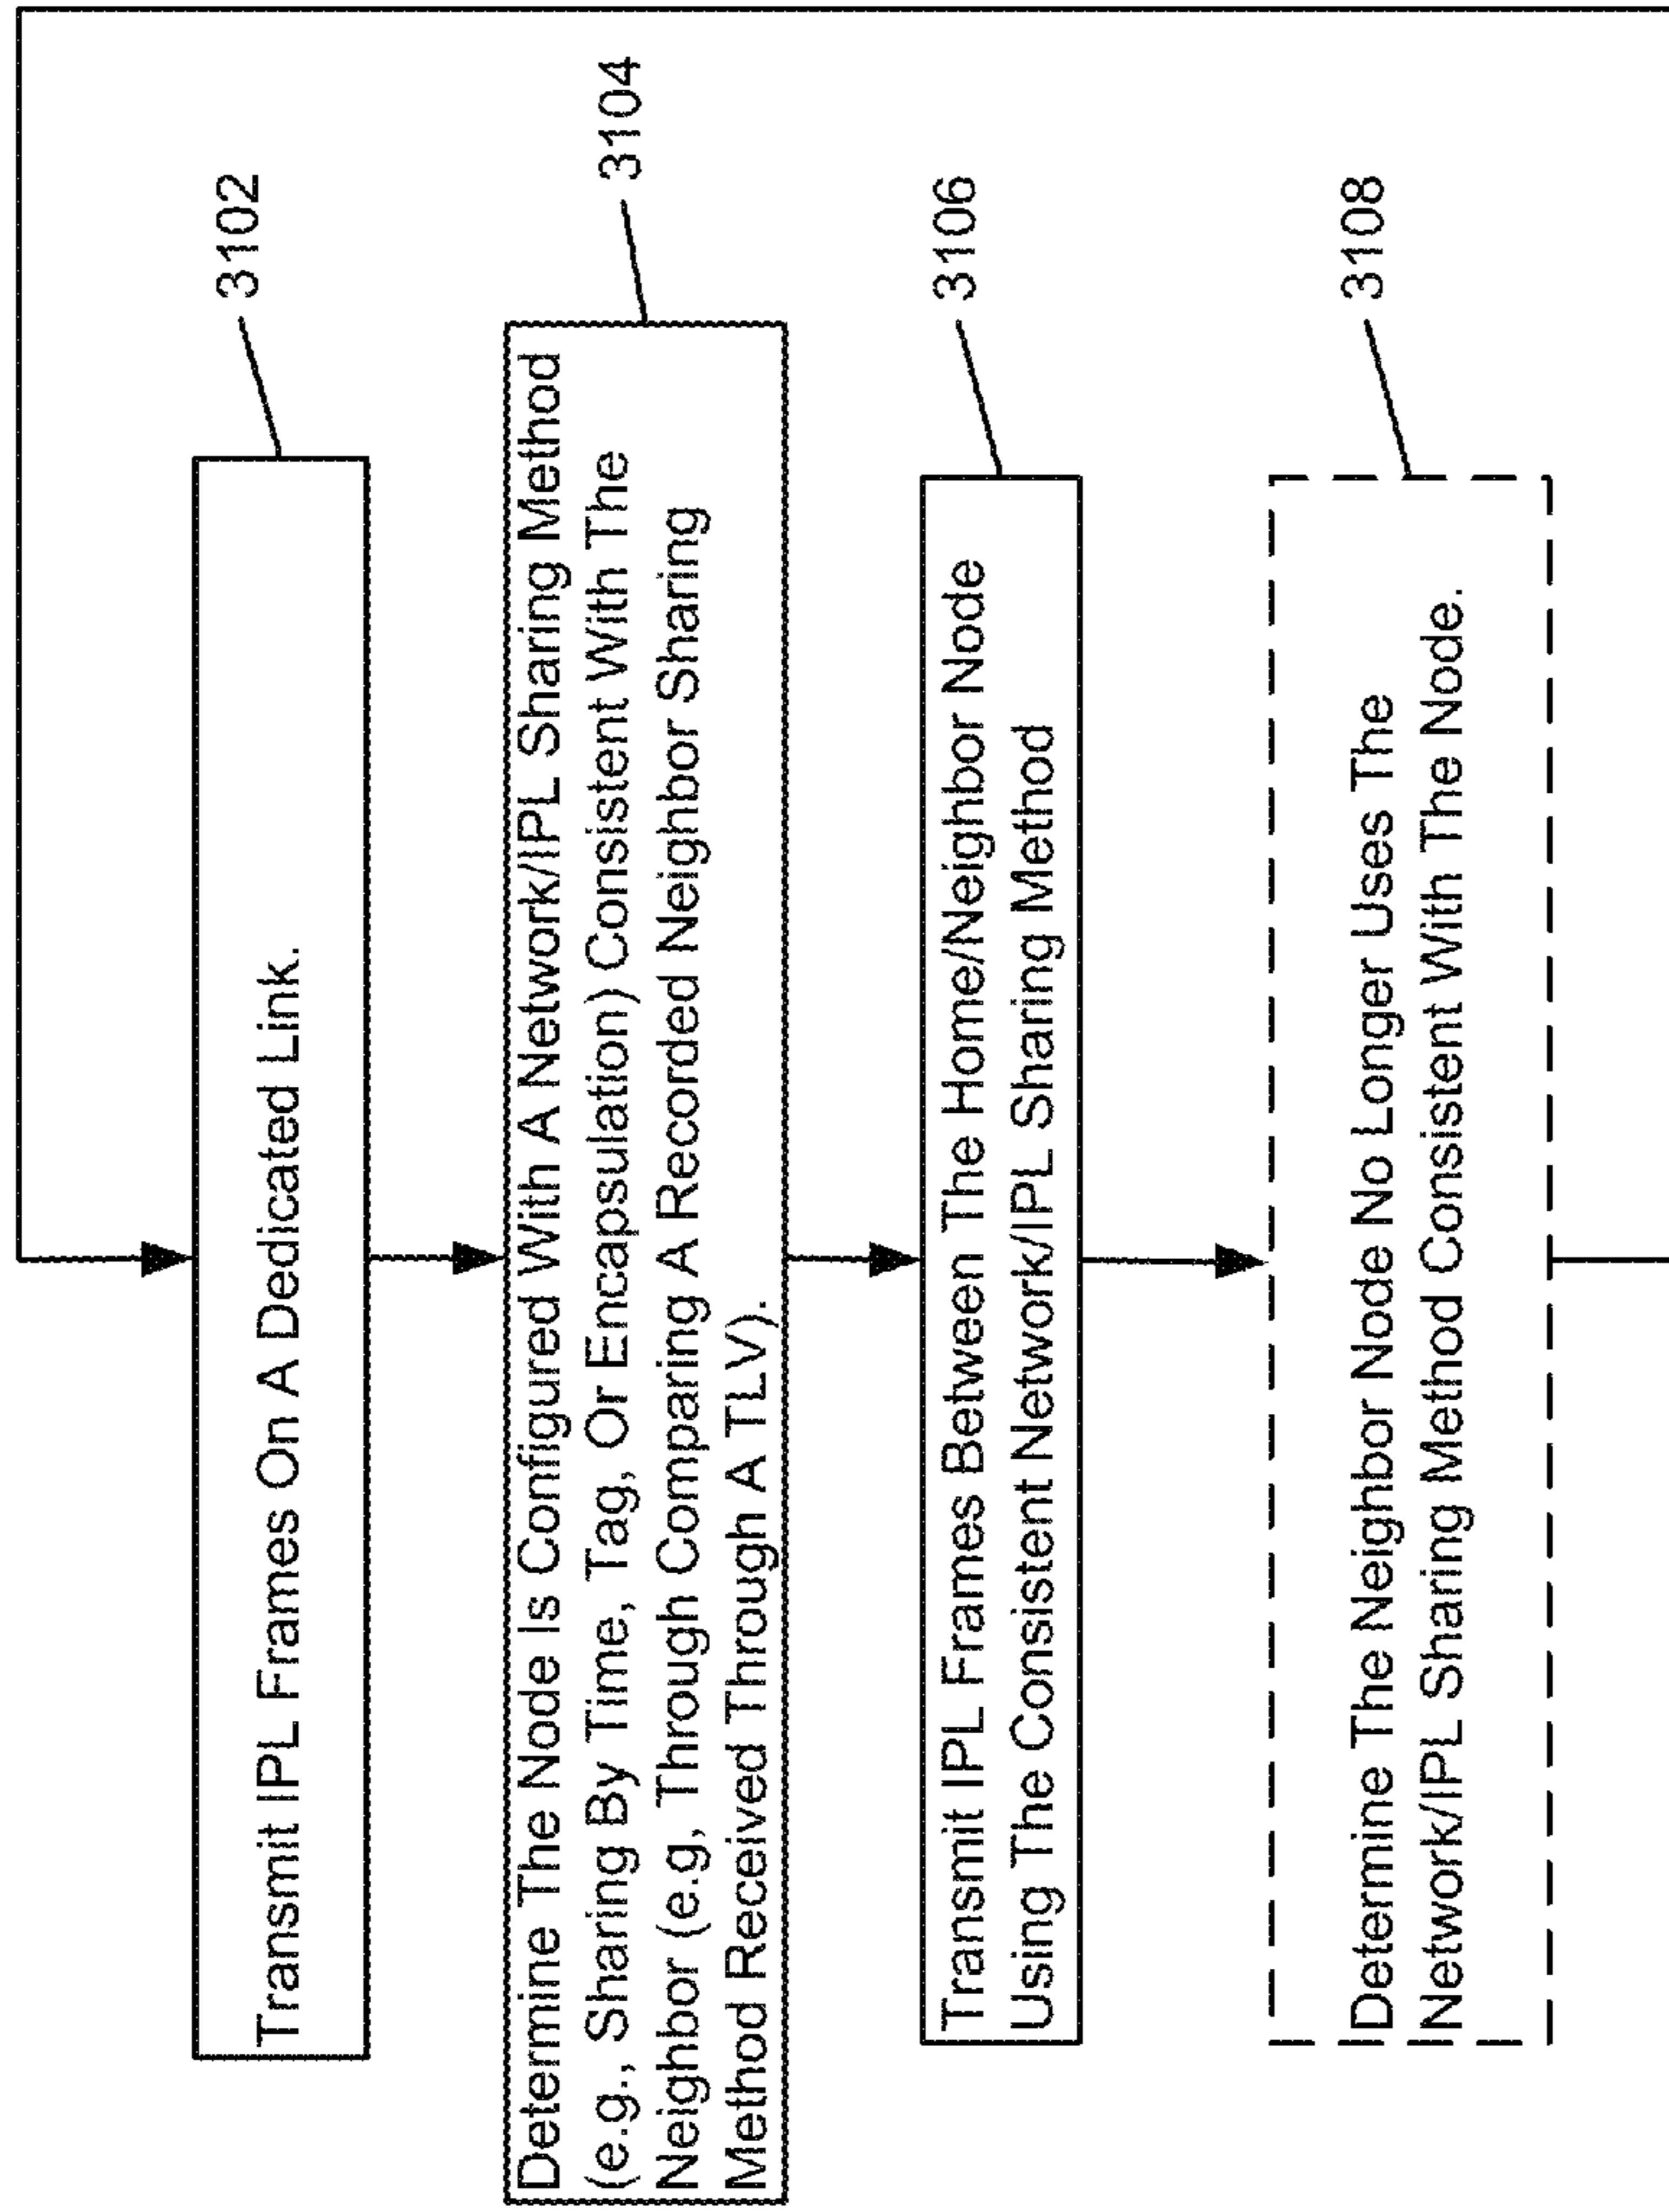 Transmit IPL Frames On A Dedicated Link.
3102
Determine The Node Is Configured With A Network/IPL Sharing Method
(e.g., Sharing By Time, Tag, Or Encapsulation) Consistent With The
Neighbor (e.g, Through Comparing A Recorded Neighbor Sharing
Method Received Through A TLV).
3104
Transmit IPL Frames Between The Home/Neighbor Node
Using The Consistent Network/IPL Sharing Method
3106
Determine The Neighbor Node No Longer Uses The
Network/IPL Sharing Method Consistent With The Node.
3108